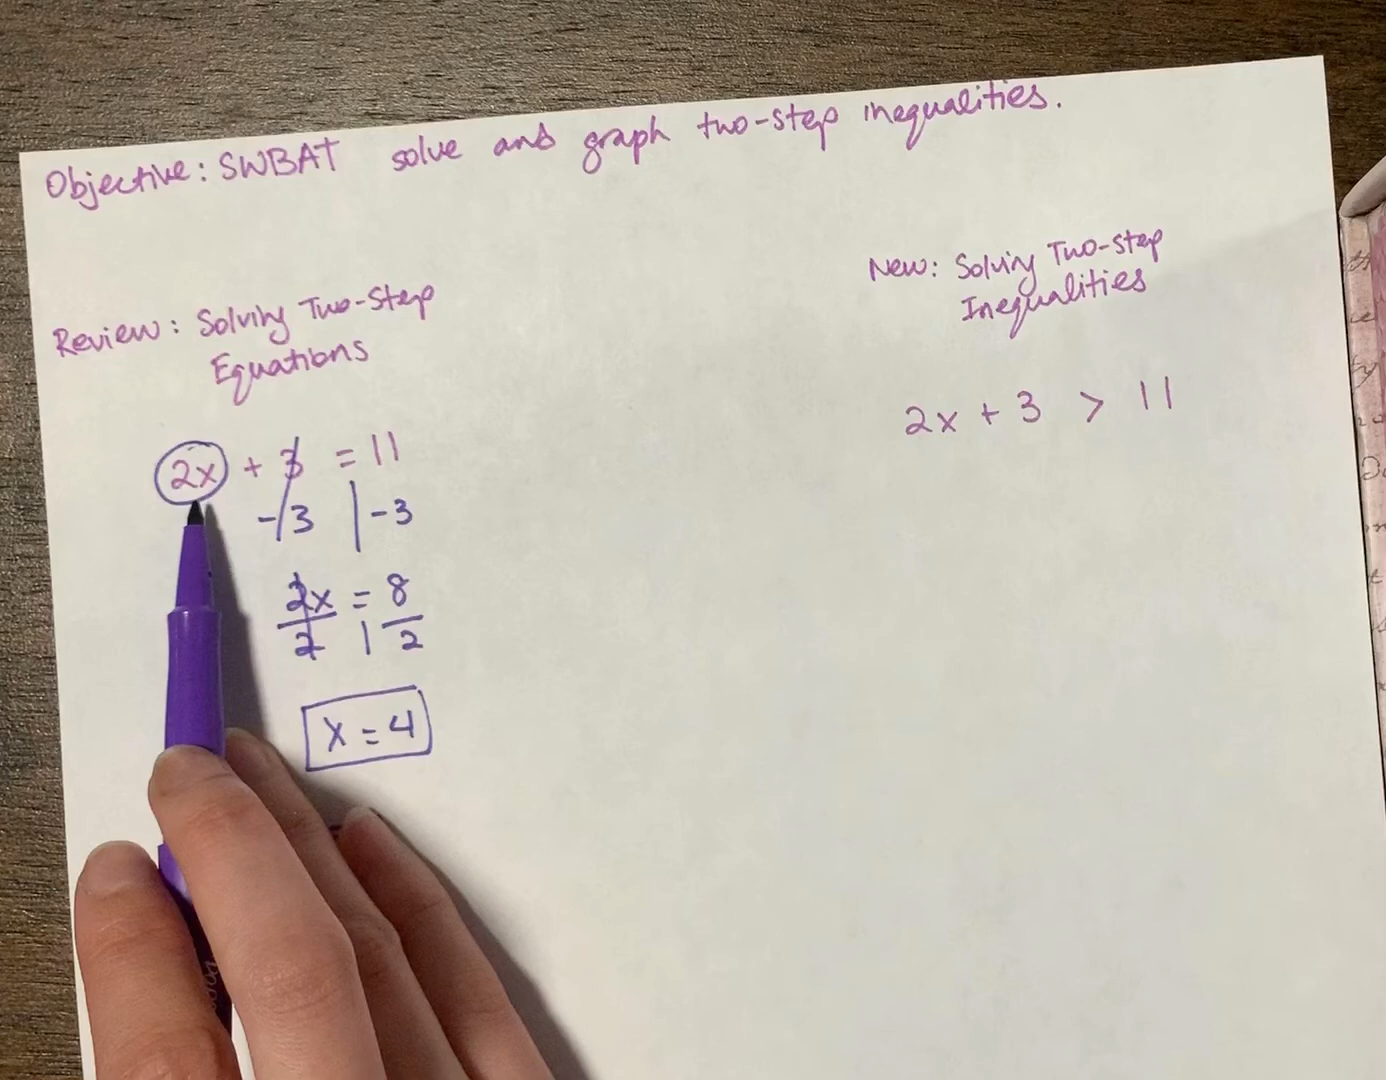 Objective: SWBAT solve and graph two-step inequalities.
Review: Solving Two-Step
Equations
2x + 3 = 11
-3 | -3
2x = 8
2 | 2
x = 4
New: Solving Two-Step
Inequalities
2x + 3 > 11